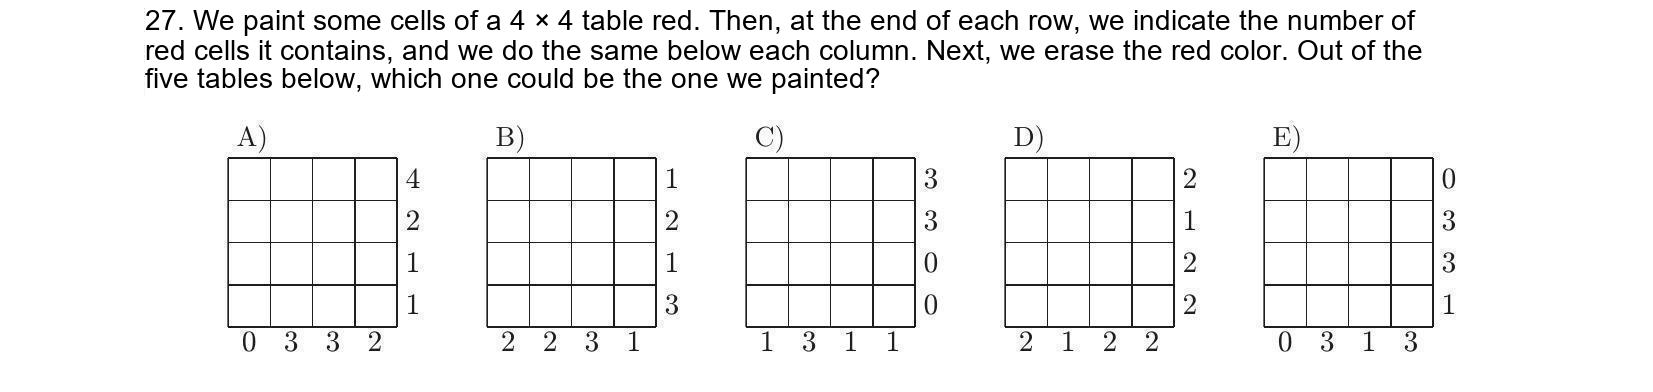 27. We paint some cells of a 4 × 4 table red. Then, at the end of each row, we indicate the number of
red cells it contains, and we do the same below each column. Next, we erase the red color. Out of the
five tables below, which one could be the one we painted?
A) B) C) D) E)
4 1 3 2 0
2 2 3 1 3
1 1 0 2 3
1 3 0 2 1
0 3 3 2 2 2 3 1 1 3 1 1 2 1 2 2 0 3 1 3